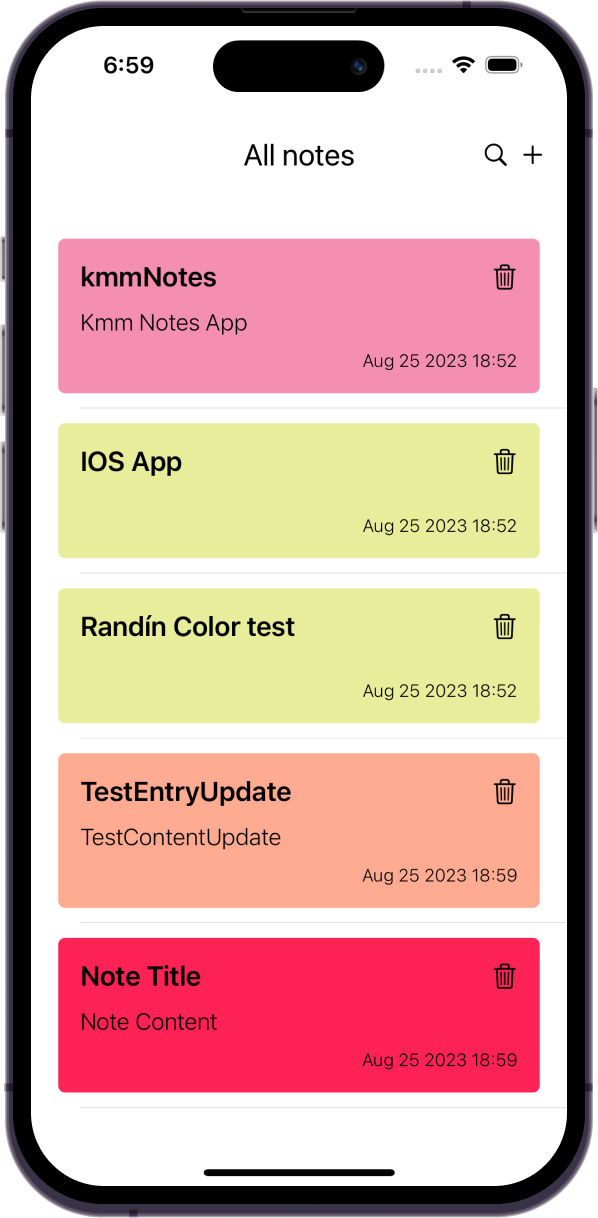 6:59
All notes
kmmNotes
Kmm Notes App
Aug 25 2023 18:52
IOS App
Aug 25 2023 18:52
Randín Color test
Aug 25 2023 18:52
TestEntryUpdate
TestContentUpdate
Aug 25 2023 18:59
Note Title
Note Content
Aug 25 2023 18:59